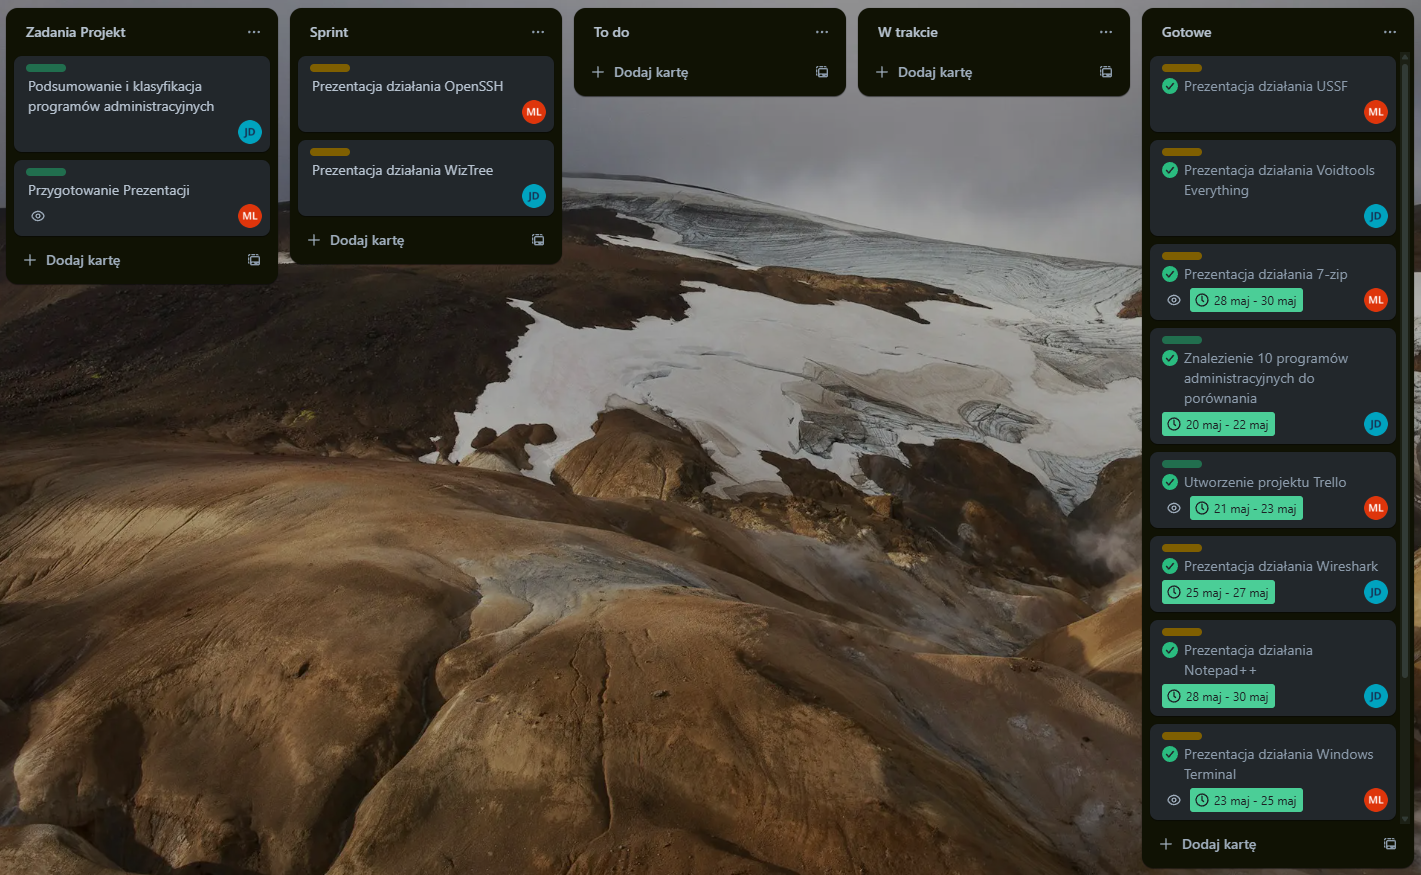 Zadania Projekt
Podsumowanie i klasyfikacja
programów administracyjnych
JD
Przygotowanie Prezentacji
ML
Dodaj kartę
Sprint
Prezentacja działania OpenSSH
ML
Prezentacja działania WizTree
JD
Dodaj kartę
To do
Dodaj kartę
W trakcie
Dodaj kartę
Gotowe
Prezentacja działania USSF
ML
Prezentacja działania Voidtools
Everything
JD
Prezentacja działania 7-zip
28 maj - 30 maj
ML
Znalezienie 10 programów
administracyjnych do
porównania
20 maj - 22 maj
JD
Utworzenie projektu Trello
21 maj - 23 maj
ML
Prezentacja działania Wireshark
25 maj - 27 maj
JD
Prezentacja działania
Notepad++
28 maj - 30 maj
JD
Prezentacja działania Windows
Terminal
23 maj - 25 maj
ML
Dodaj kartę